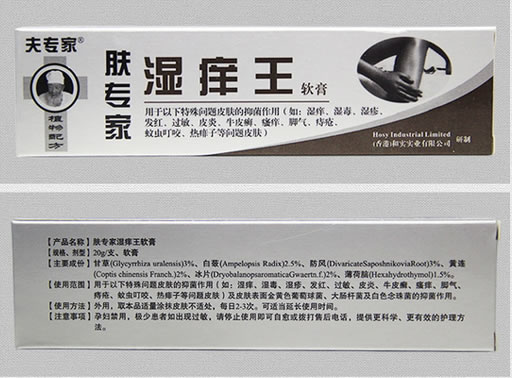 夫专家®
植物配方
肤专家
湿痒王 软膏
用于以下特殊问题皮肤的抑菌作用（如：湿痒、湿毒、湿疹、
发红、过敏、皮炎、牛皮癣、瘙痒、脚气、痔疮、
蚊虫叮咬、热痱子等问题皮肤）
Hosy Industrial Limited
(香港)和实实业有限公司 研制
【产品名称】肤专家湿痒王软膏
【规格、剂型】20g/支、软膏
【主要成份】甘草(Glycyrrhiza uralensis)3%、白蔹(Ampelopsis Radix)2.5%、防风(DivaricateSaposhnikoviaRoot)3%、黄连
(Coptis chinensis Franch.)2%、冰片(DryobalanopsaromaticaGwaertn.f.)2%、薄荷脑(Hexahydrothymol)1.5%。
【使用范围】用于以下特殊问题皮肤的抑菌作用（如：湿痒、湿毒、湿疹、发红、过敏、皮炎、牛皮癣、瘙痒、脚气、
痔疮、蚊虫叮咬、热痱子等问题皮肤）及皮肤表面金黄色葡萄球菌、大肠杆菌及白色念珠菌的抑菌作用。
【使用方法】外用，取本品适量涂抹皮肤不适处，每日2-3次。可适当延长使用时间。
【注意事项】孕妇禁用，极少患者如出现过敏，请停止使用即可自愈或拨打售后电话，提供更科学、更有效的护理方
法。